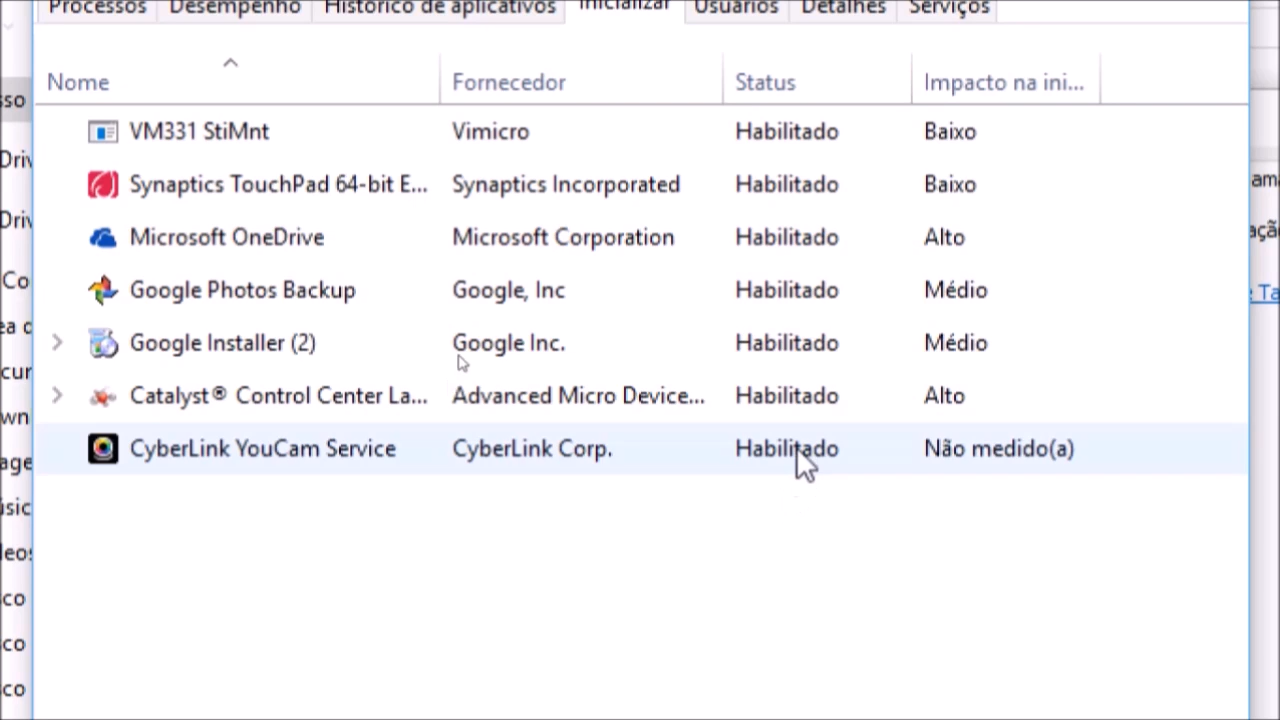 Processos Desempenho Histórico de aplicativos Inicializar Usuários Detalhes Serviços
Nome Fornecedor Status Impacto na ini...
VM331 StiMnt Vimicro Habilitado Baixo
Synaptics TouchPad 64-bit E... Synaptics Incorporated Habilitado Baixo
Microsoft OneDrive Microsoft Corporation Habilitado Alto
Google Photos Backup Google, Inc Habilitado Médio
Google Installer (2) Google Inc. Habilitado Médio
Catalyst® Control Center La... Advanced Micro Device... Habilitado Alto
CyberLink YouCam Service CyberLink Corp. Habilitado Não medido(a)